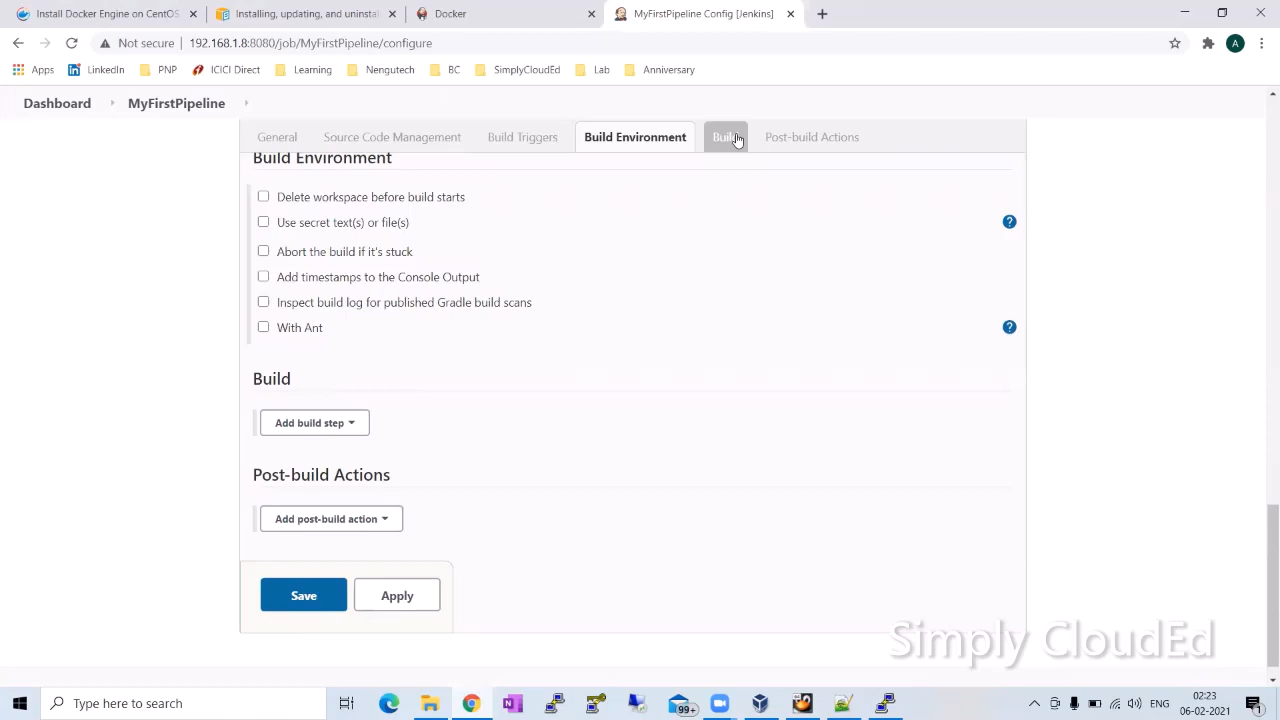 Install Docker Engine on CentOS
Installing, updating, and uninstal
Docker
MyFirstPipeline Config [Jenkins]
Not secure
192.168.1.8:8080/job/MyFirstPipeline/configure
A
Apps
LinkedIn
PNP
ICICI Direct
Learning
Nengutech
BC
SimplyCloudEd
Lab
Anniversary
Dashboard
MyFirstPipeline
General
Source Code Management
Build Triggers
Build Environment
Build
Post-build Actions
Build Environment
Delete workspace before build starts
Use secret text(s) or file(s)
?
Abort the build if it's stuck
Add timestamps to the Console Output
Inspect build log for published Gradle build scans
With Ant
?
Build
Add build step
Post-build Actions
Add post-build action
Save
Apply
Simply CloudEd
Type here to search
99+
ENG
02:23
06-02-2021
1